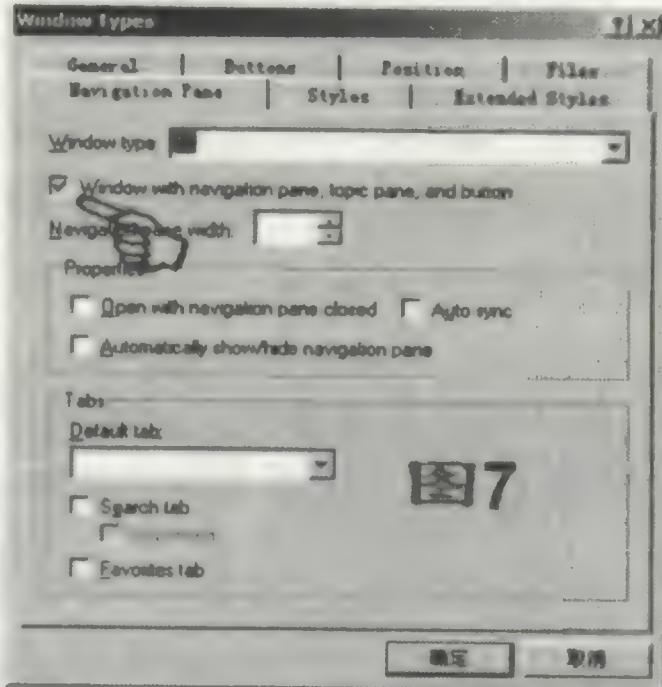 Window Types
General Buttons Position Files
Navigation Pane Styles Extended Styles
Window type
Window with navigation pane, topic pane, and button
Navigation pane width:
Properties
Open with navigation pane closed Auto sync
Automatically show/hide navigation pane
Tabs
Default tab:
图7
Search tab
Favorites tab
确定 取消